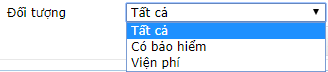 Đối tượng Tất cả
Tất cả
Có bảo hiểm
Viện phí